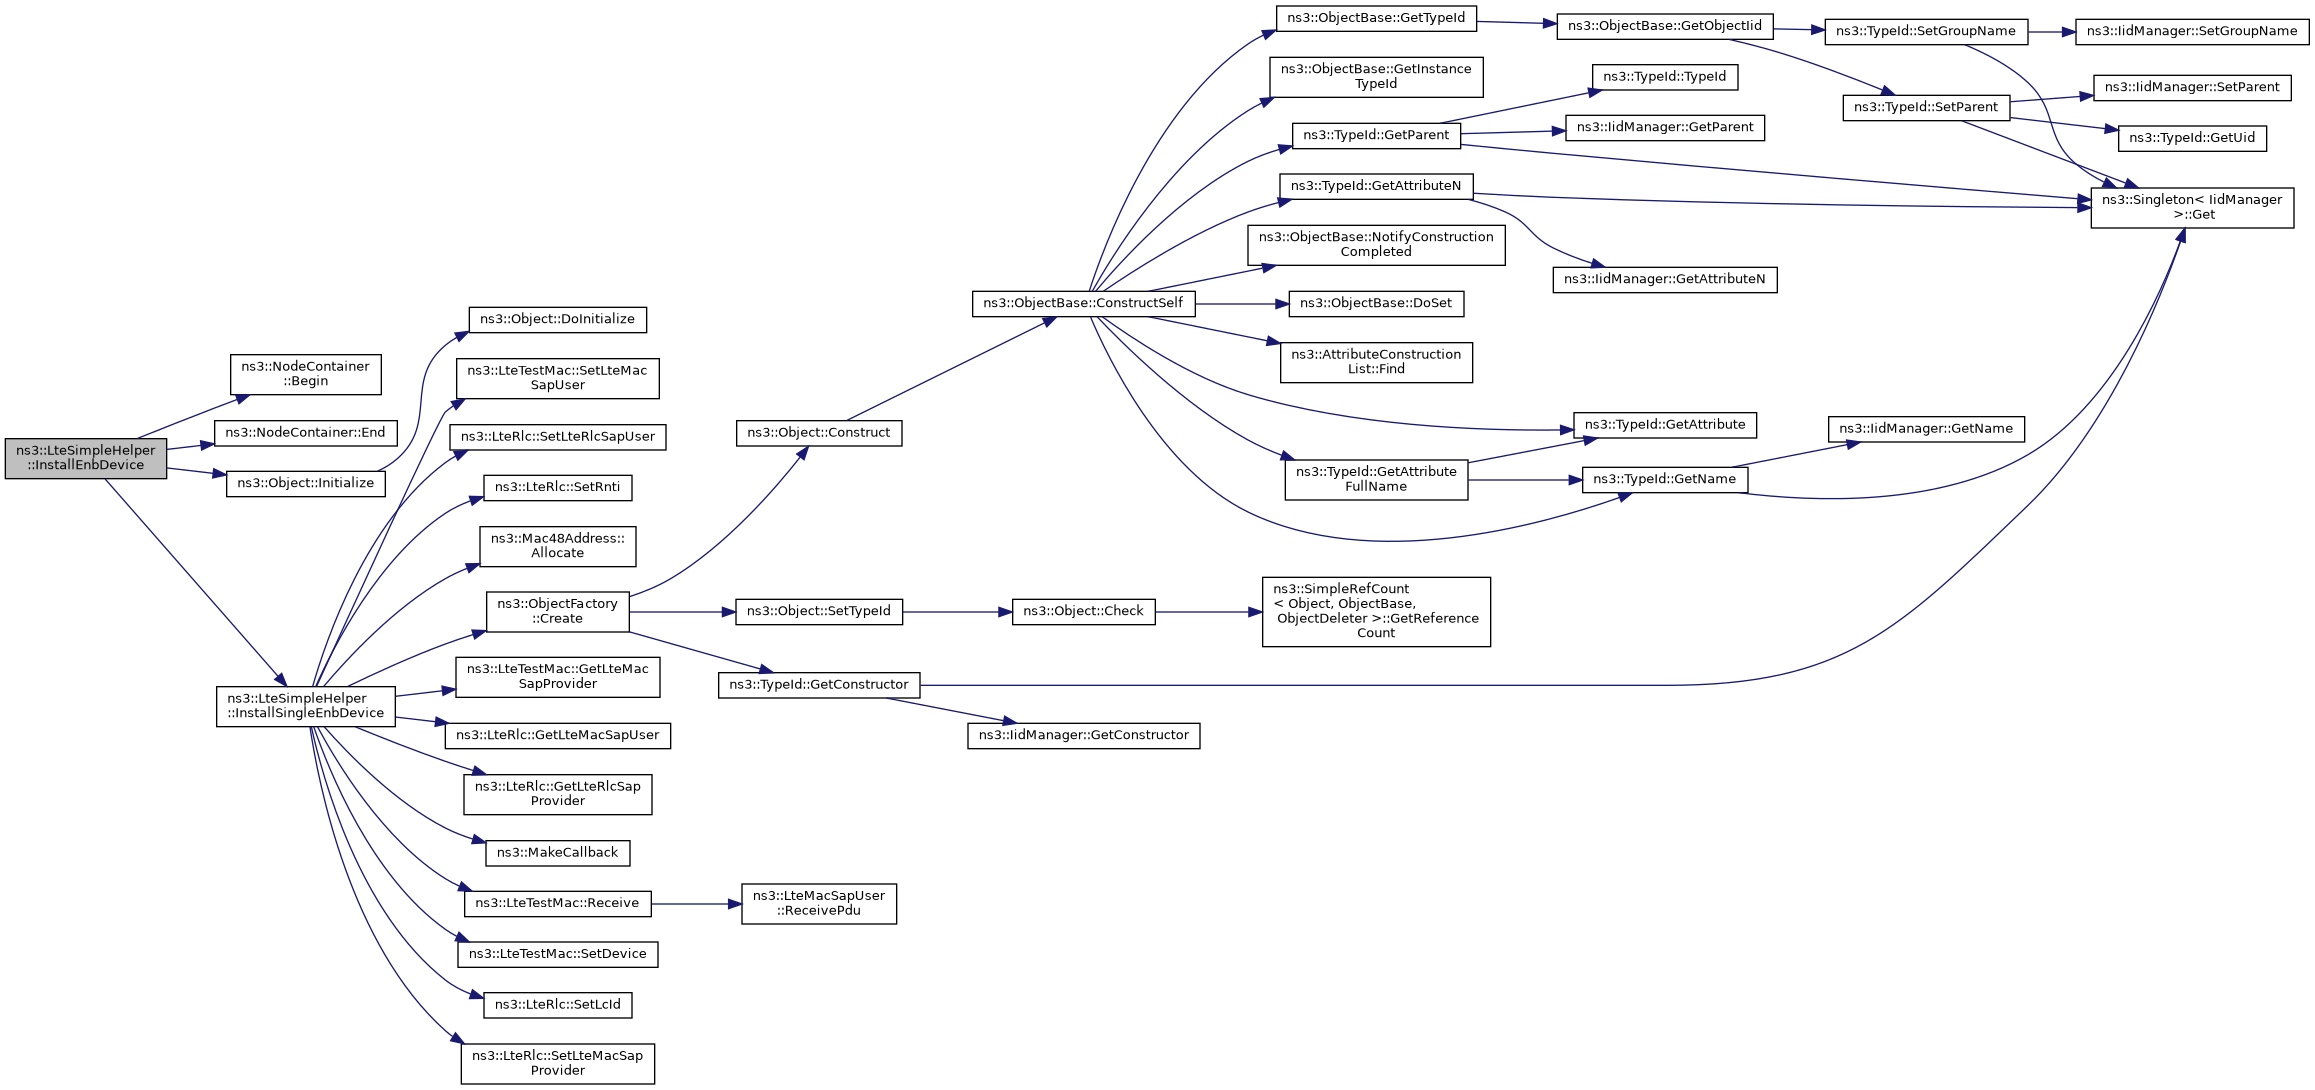 ns3::LteSimpleHelper
::InstallEnbDevice
ns3::NodeContainer
::Begin
ns3::NodeContainer::End
ns3::Object::Initialize
ns3::LteSimpleHelper
::InstallSingleEnbDevice
ns3::Object::DoInitialize
ns3::LteTestMac::SetLteMac
SapUser
ns3::LteRlc::SetLteRlcSapUser
ns3::LteRlc::SetRnti
ns3::Mac48Address::
Allocate
ns3::ObjectFactory
::Create
ns3::LteTestMac::GetLteMac
SapProvider
ns3::LteRlc::GetLteMacSapUser
ns3::LteRlc::GetLteRlcSap
Provider
ns3::MakeCallback
ns3::LteTestMac::Receive
ns3::LteTestMac::SetDevice
ns3::LteRlc::SetLcId
ns3::LteRlc::SetLteMacSap
Provider
ns3::Object::Construct
ns3::Object::SetTypeId
ns3::TypeId::GetConstructor
ns3::LteMacSapUser
::ReceivePdu
ns3::ObjectBase::ConstructSelf
ns3::Object::Check
ns3::IidManager::GetConstructor
ns3::ObjectBase::GetTypeId
ns3::ObjectBase::GetInstance
TypeId
ns3::TypeId::GetParent
ns3::TypeId::GetAttributeN
ns3::ObjectBase::NotifyConstruction
Completed
ns3::ObjectBase::DoSet
ns3::AttributeConstruction
List::Find
ns3::TypeId::GetAttribute
FullName
ns3::SimpleRefCount
< Object, ObjectBase,
ObjectDeleter >::GetReference
Count
ns3::ObjectBase::GetObjectIid
ns3::TypeId::TypeId
ns3::IidManager::GetParent
ns3::IidManager::GetAttributeN
ns3::TypeId::GetAttribute
ns3::TypeId::GetName
ns3::TypeId::SetGroupName
ns3::TypeId::SetParent
ns3::IidManager::GetName
ns3::IidManager::SetGroupName
ns3::IidManager::SetParent
ns3::TypeId::GetUid
ns3::Singleton< IidManager
>::Get